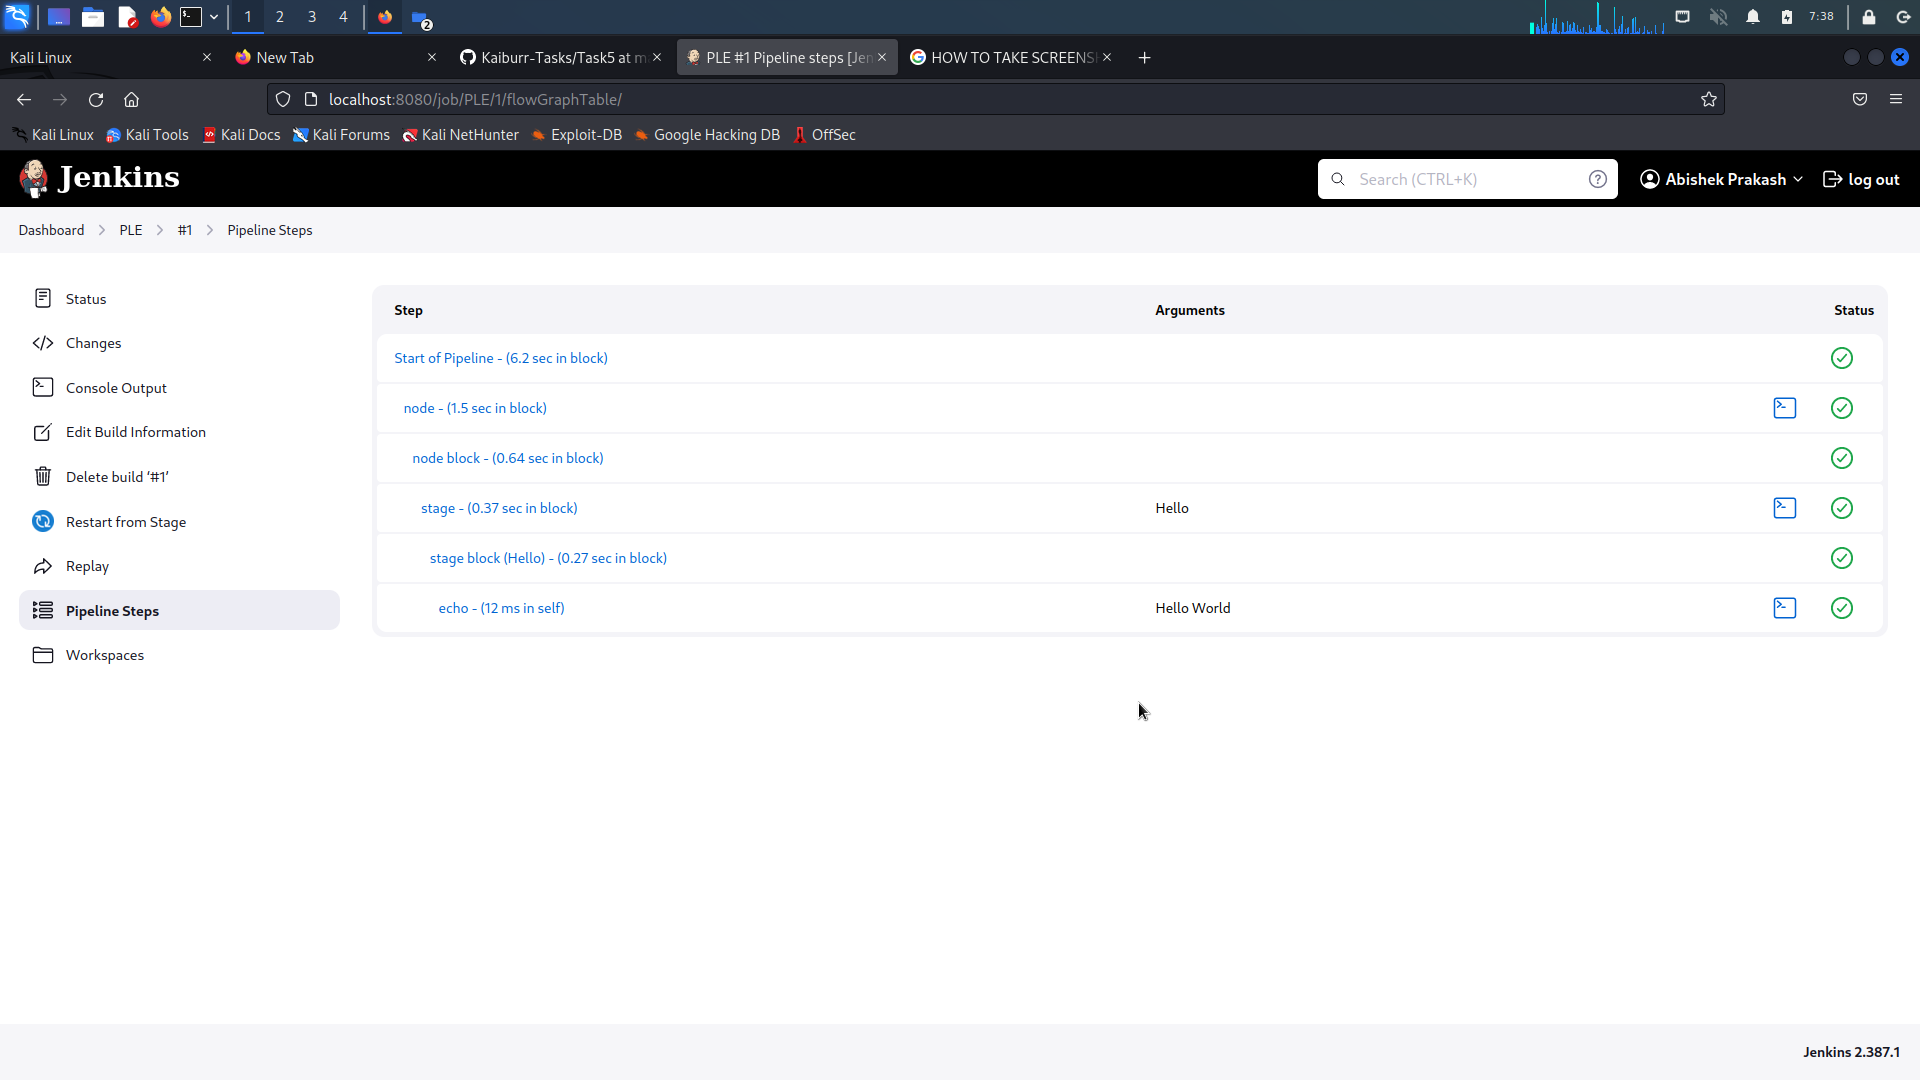 1 2 3 4 2 7:38
Kali Linux New Tab Kaiburr-Tasks/Task5 at m PLE #1 Pipeline steps [Jen HOW TO TAKE SCREENS
localhost:8080/job/PLE/1/flowGraphTable/
Kali Linux Kali Tools Kali Docs Kali Forums Kali NetHunter Exploit-DB Google Hacking DB OffSec
Jenkins Search (CTRL+K) Abishek Prakash log out
Dashboard PLE #1 Pipeline Steps
Status
Changes
Console Output
Edit Build Information
Delete build ‘#1’
Restart from Stage
Replay
Pipeline Steps
Workspaces
Step Arguments Status
Start of Pipeline - (6.2 sec in block)
node - (1.5 sec in block)
node block - (0.64 sec in block)
stage - (0.37 sec in block) Hello
stage block (Hello) - (0.27 sec in block)
echo - (12 ms in self) Hello World
Jenkins 2.387.1